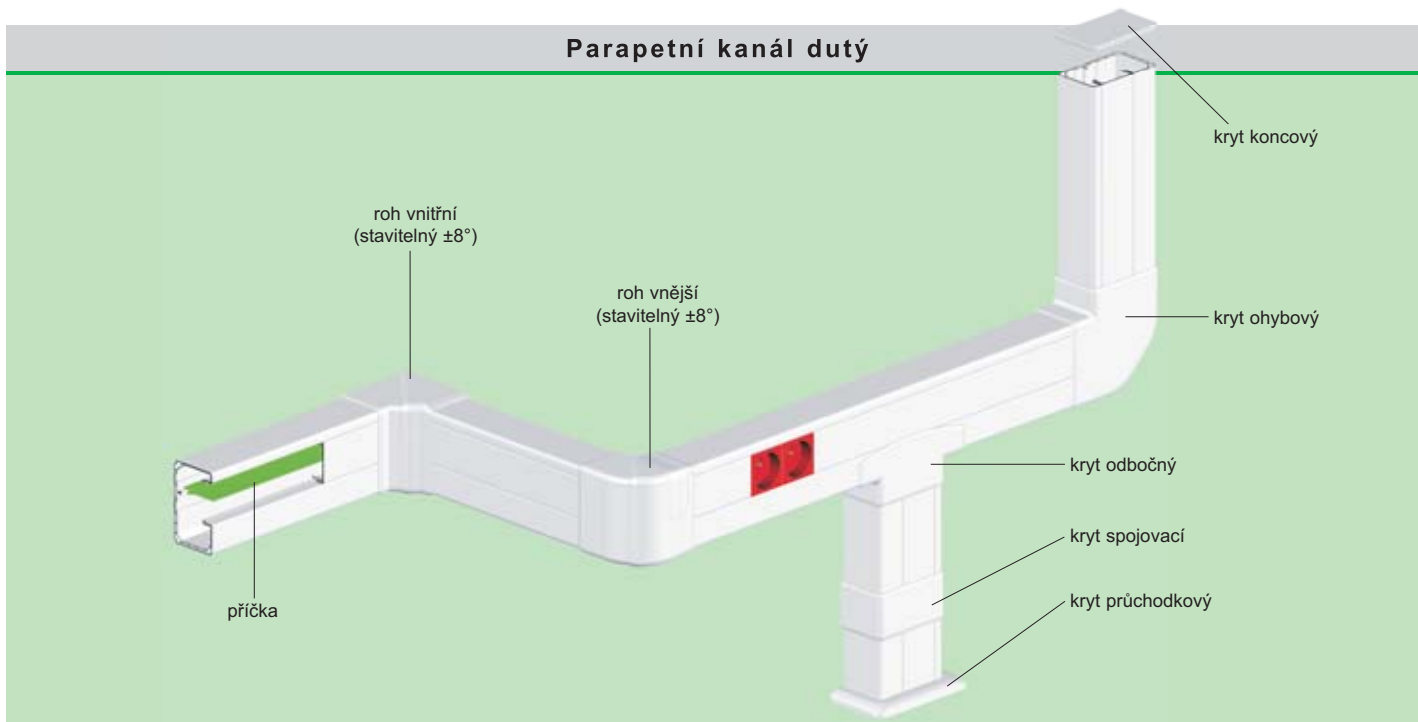 Parapetní kanál dutý
kryt koncový
roh vnitřní
(stavitelný ±8°)
roh vnější
(stavitelný ±8°)
kryt ohybový
kryt odbočný
kryt spojovací
příčka
kryt průchodkový